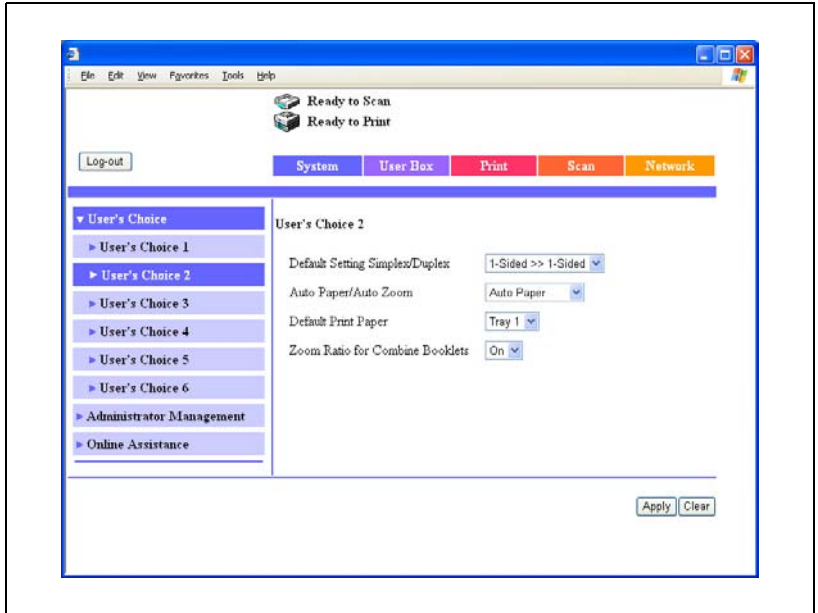 File Edit View Favorites Tools Help
Ready to Scan
Ready to Print
Log-out
System User Box Print Scan Network
User's Choice
User's Choice 1
User's Choice 2
User's Choice 3
User's Choice 4
User's Choice 5
User's Choice 6
Administrator Management
Online Assistance
User's Choice 2
Default Setting Simplex/Duplex 1-Sided >> 1-Sided
Auto Paper/Auto Zoom Auto Paper
Default Print Paper Tray 1
Zoom Ratio for Combine Booklets On
Apply Clear